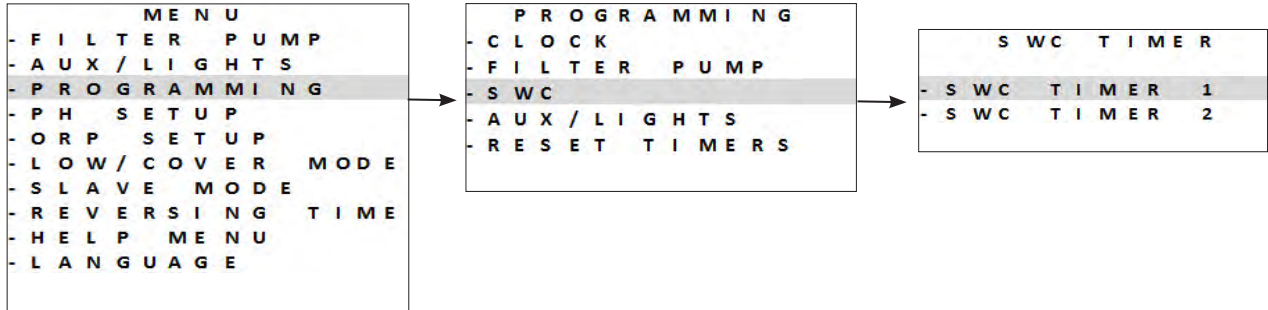 MENU
- FILTER PUMP
- AUX/LIGHTS
- PROGRAMMING
- PH SETUP
- ORP SETUP
- LOW/COVER MODE
- SLAVE MODE
- REVERSING TIME
- HELP MENU
- LANGUAGE
PROGRAMMING
- CLOCK
- FILTER PUMP
- SWC
- AUX/LIGHTS
- RESET TIMERS
SWC TIMER
- SWC TIMER 1
- SWC TIMER 2